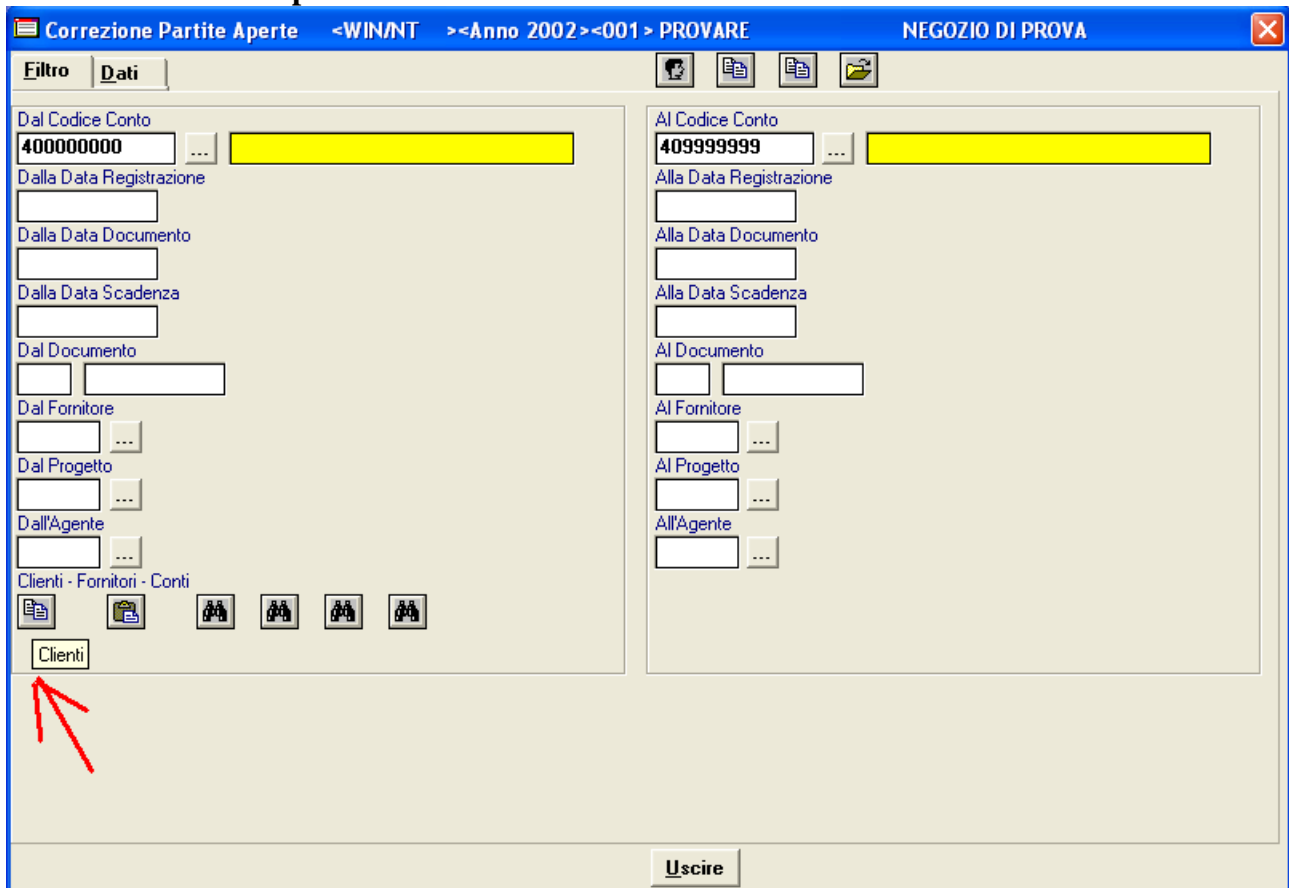 Correzione Partite Aperte <WIN/NT ><Anno 2002><001> PROVARE NEGOZIO DI PROVA
Filtro Dati
Dal Codice Conto
400000000 ...
Dalla Data Registrazione
Dalla Data Documento
Dalla Data Scadenza
Dal Documento
Dal Fornitore
...
Dal Progetto
...
Dall'Agente
...
Clienti - Fornitori - Conti
Clienti
Al Codice Conto
409999999 ...
Alla Data Registrazione
Alla Data Documento
Alla Data Scadenza
Al Documento
Al Fornitore
...
Al Progetto
...
All'Agente
...
Uscire